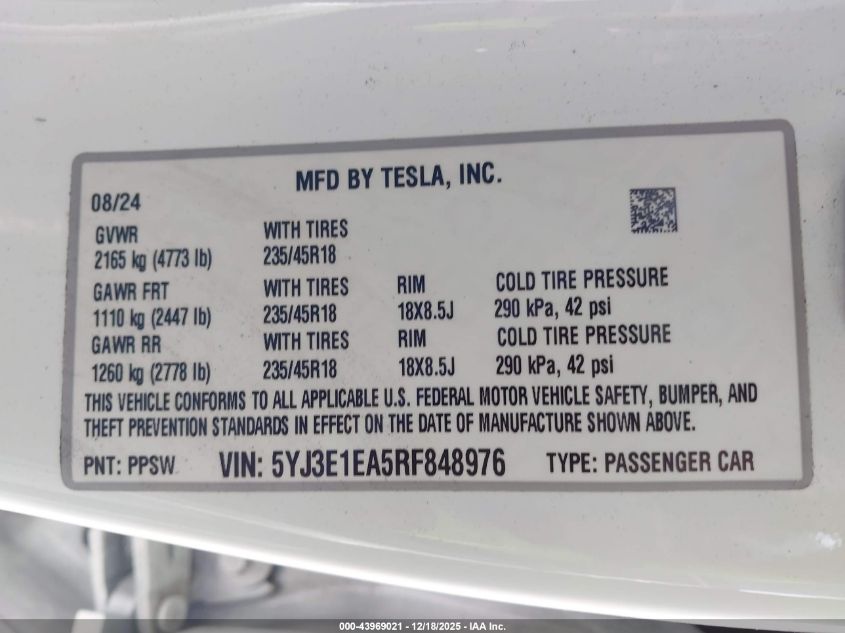 MFD BY TESLA, INC.
08/24
GVWR WITH TIRES
2165 kg (4773 lb) 235/45R18
GAWR FRT WITH TIRES RIM COLD TIRE PRESSURE
1110 kg (2447 lb) 235/45R18 18X8.5J 290 kPa, 42 psi
GAWR RR WITH TIRES RIM COLD TIRE PRESSURE
1260 kg (2778 lb) 235/45R18 18X8.5J 290 kPa, 42 psi
THIS VEHICLE CONFORMS TO ALL APPLICABLE U.S. FEDERAL MOTOR VEHICLE SAFETY, BUMPER, AND
THEFT PREVENTION STANDARDS IN EFFECT ON THE DATE OF MANUFACTURE SHOWN ABOVE.
PNT: PPSW VIN: 5YJ3E1EA5RF848976 TYPE: PASSENGER CAR
000-43969021 - 12/18/2025 - IAA Inc.